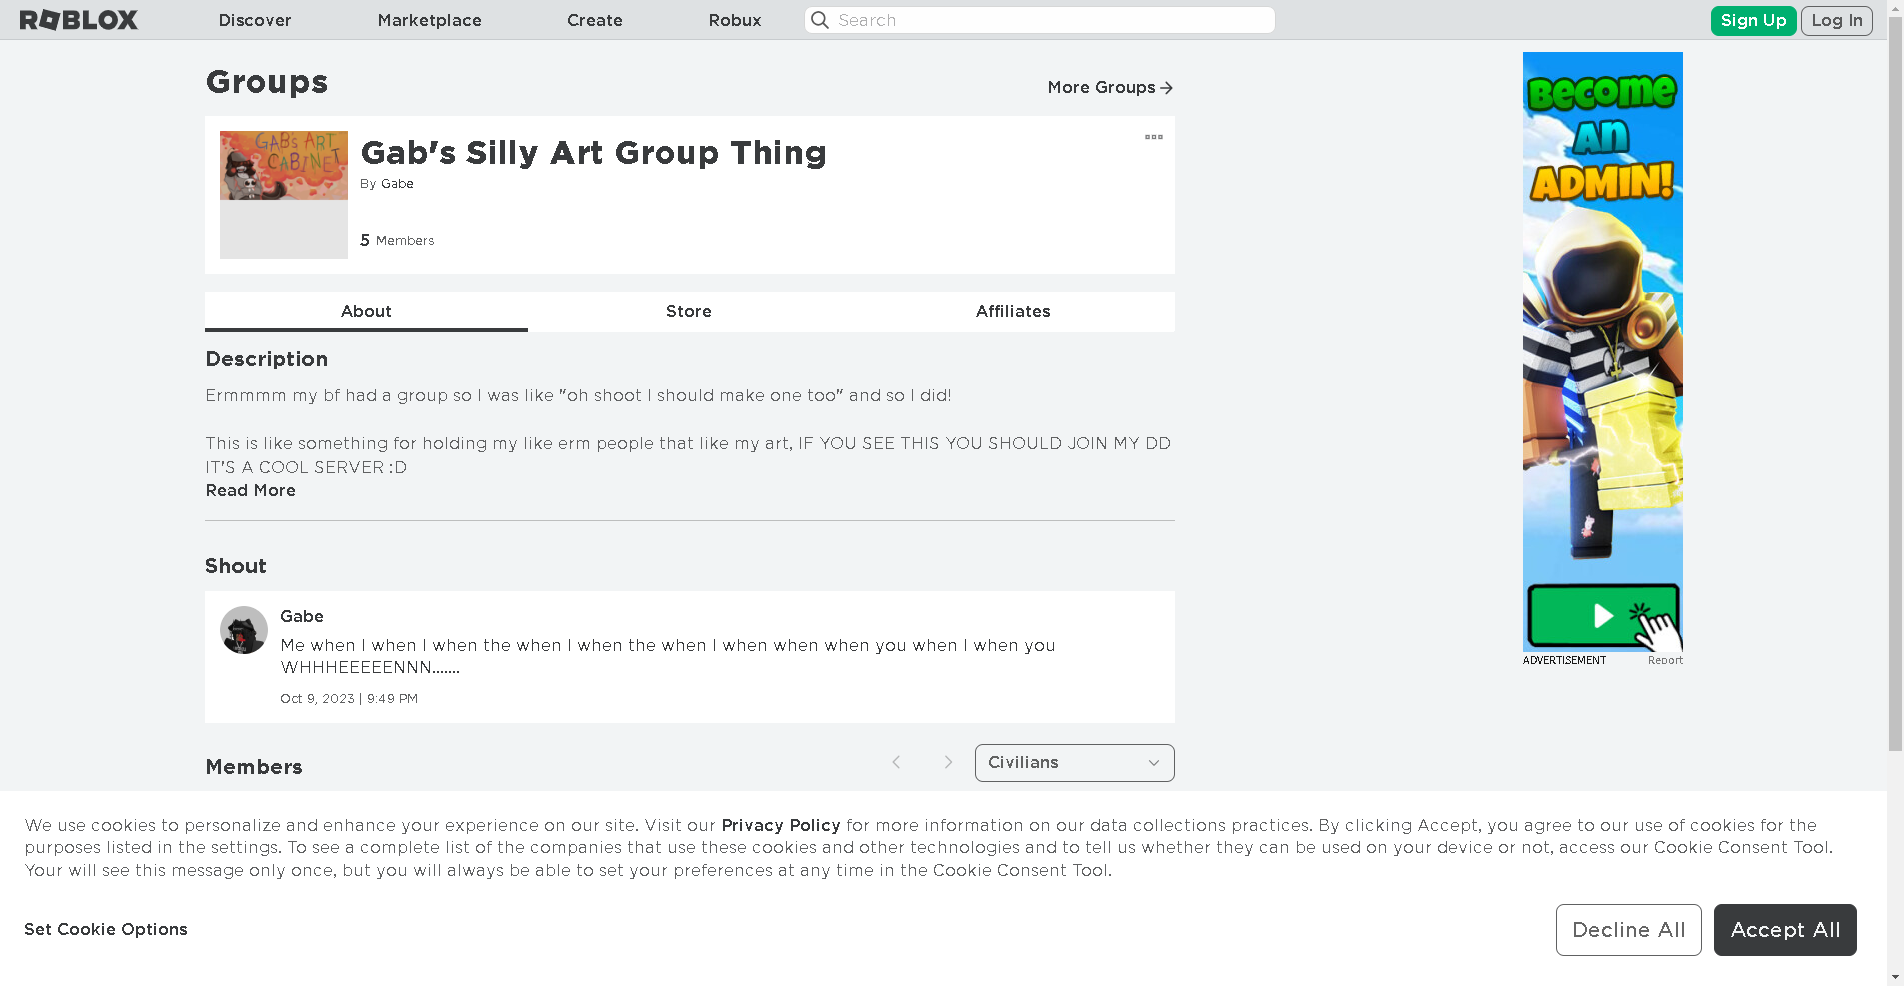 ROBLOX
Discover
Marketplace
Create
Robux
Search
Sign Up
Log In
Groups
More Groups
GABS ART
CABINET
Gab's Silly Art Group Thing
By Gabe
5 Members
About
Store
Affiliates
Description
Ermmmm my bf had a group so I was like "oh shoot I should make one too" and so I did!
This is like something for holding my like erm people that like my art, IF YOU SEE THIS YOU SHOULD JOIN MY DD
IT'S A COOL SERVER :D
Read More
Shout
Gabe
Me when I when I when the when I when the when I when when when you when I when you
WHHHEEEEENNN.......
Oct 9, 2023 | 9:49 PM
Members
Civilians
Become
AN
ADMIN!
ADVERTISEMENT
Report
We use cookies to personalize and enhance your experience on our site. Visit our Privacy Policy for more information on our data collections practices. By clicking Accept, you agree to our use of cookies for the
purposes listed in the settings. To see a complete list of the companies that use these cookies and other technologies and to tell us whether they can be used on your device or not, access our Cookie Consent Tool.
Your will see this message only once, but you will always be able to set your preferences at any time in the Cookie Consent Tool.
Set Cookie Options
Decline All
Accept All